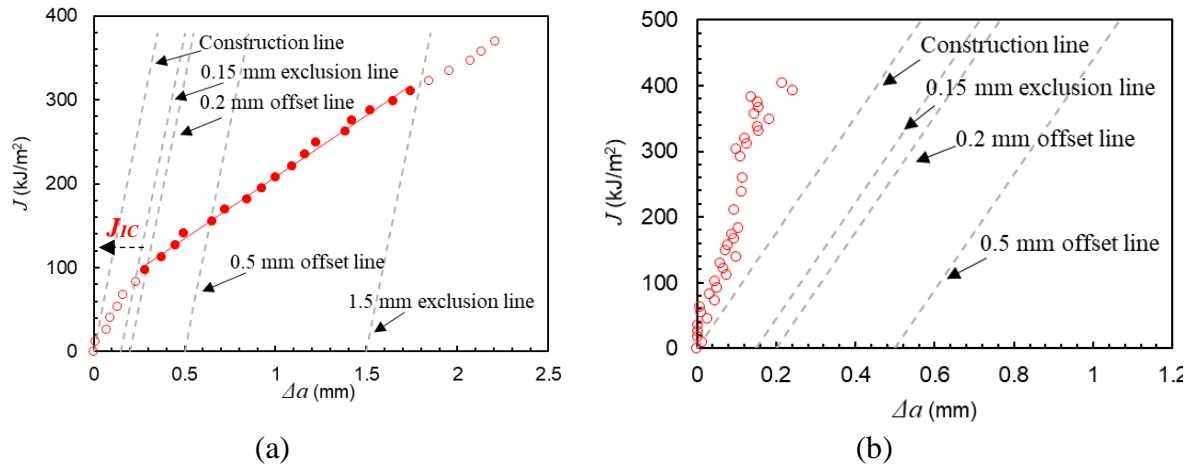 400
300
200
100
0
J (kJ/m²)
Construction line
0.15 mm exclusion line
0.2 mm offset line
J_IC
0.5 mm offset line
1.5 mm exclusion line
0 0.5 1 1.5 2 2.5
Δa (mm)
(a)
500
400
300
200
100
0
J (kJ/m²)
Construction line
0.15 mm exclusion line
0.2 mm offset line
0.5 mm offset line
0 0.2 0.4 0.6 0.8 1 1.2
Δa (mm)
(b)